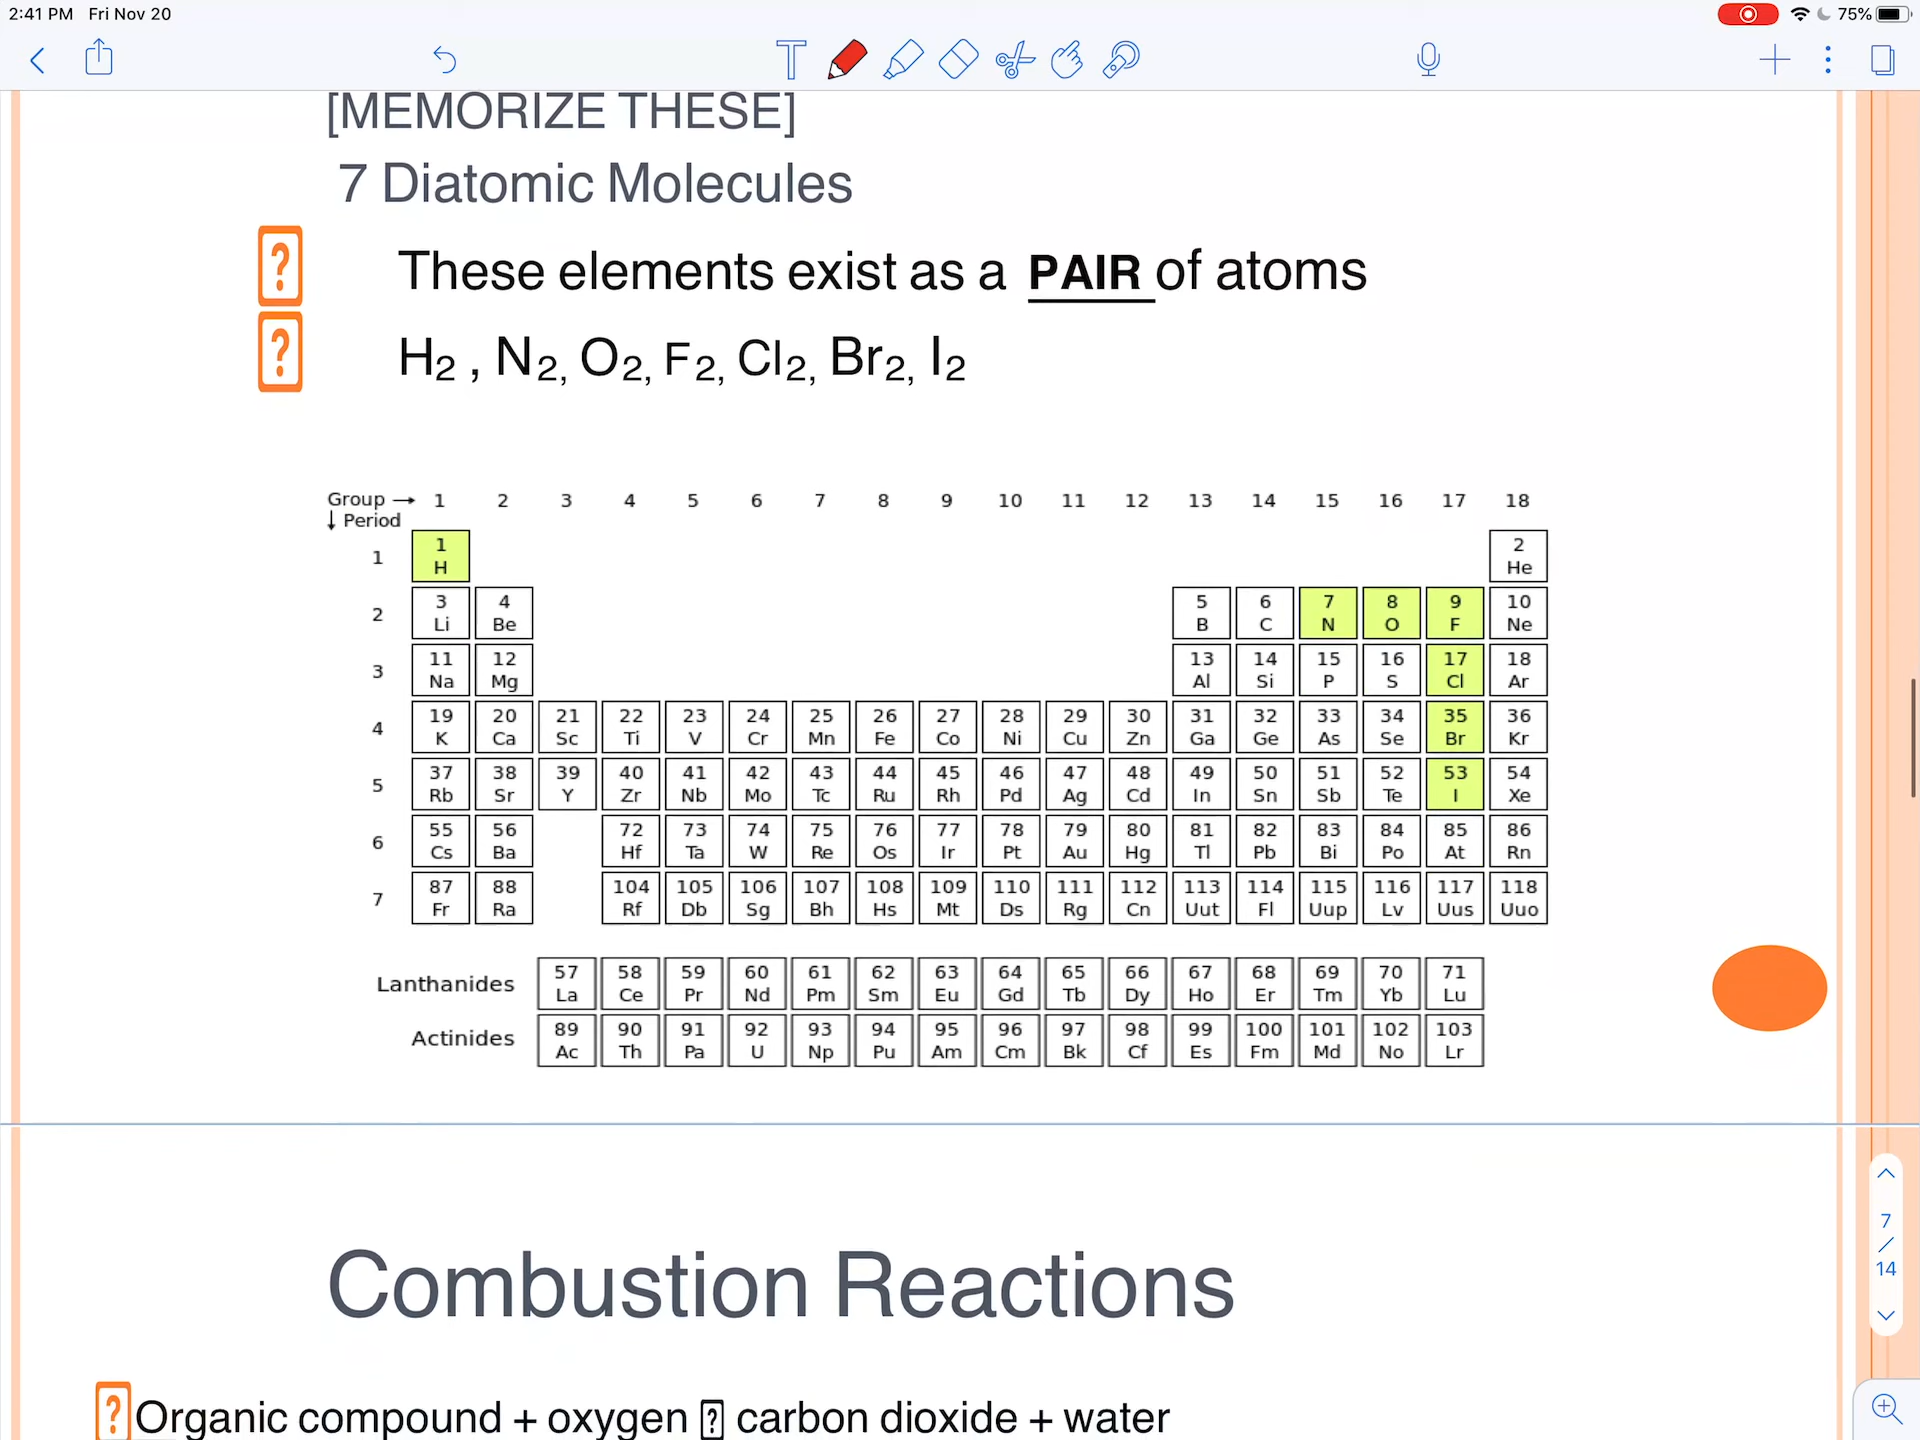 2:41 PM Fri Nov 20 75%
[MEMORIZE THESE]
7 Diatomic Molecules
These elements exist as a PAIR of atoms
H2 , N2, O2, F2, Cl2, Br2, I2
Group → 1 2 3 4 5 6 7 8 9 10 11 12 13 14 15 16 17 18
↓ Period
1 2
1 H He
3 4 5 6 7 8 9 10
2 Li Be B C N O F Ne
11 12 13 14 15 16 17 18
3 Na Mg Al Si P S Cl Ar
19 20 21 22 23 24 25 26 27 28 29 30 31 32 33 34 35 36
4 K Ca Sc Ti V Cr Mn Fe Co Ni Cu Zn Ga Ge As Se Br Kr
37 38 39 40 41 42 43 44 45 46 47 48 49 50 51 52 53 54
5 Rb Sr Y Zr Nb Mo Tc Ru Rh Pd Ag Cd In Sn Sb Te I Xe
55 56 72 73 74 75 76 77 78 79 80 81 82 83 84 85 86
6 Cs Ba Hf Ta W Re Os Ir Pt Au Hg Tl Pb Bi Po At Rn
87 88 104 105 106 107 108 109 110 111 112 113 114 115 116 117 118
7 Fr Ra Rf Db Sg Bh Hs Mt Ds Rg Cn Uut Fl Uup Lv Uus Uuo
57 58 59 60 61 62 63 64 65 66 67 68 69 70 71
Lanthanides La Ce Pr Nd Pm Sm Eu Gd Tb Dy Ho Er Tm Yb Lu
89 90 91 92 93 94 95 96 97 98 99 100 101 102 103
Actinides Ac Th Pa U Np Pu Am Cm Bk Cf Es Fm Md No Lr
Combustion Reactions
Organic compound + oxygen ? carbon dioxide + water
7
/
14